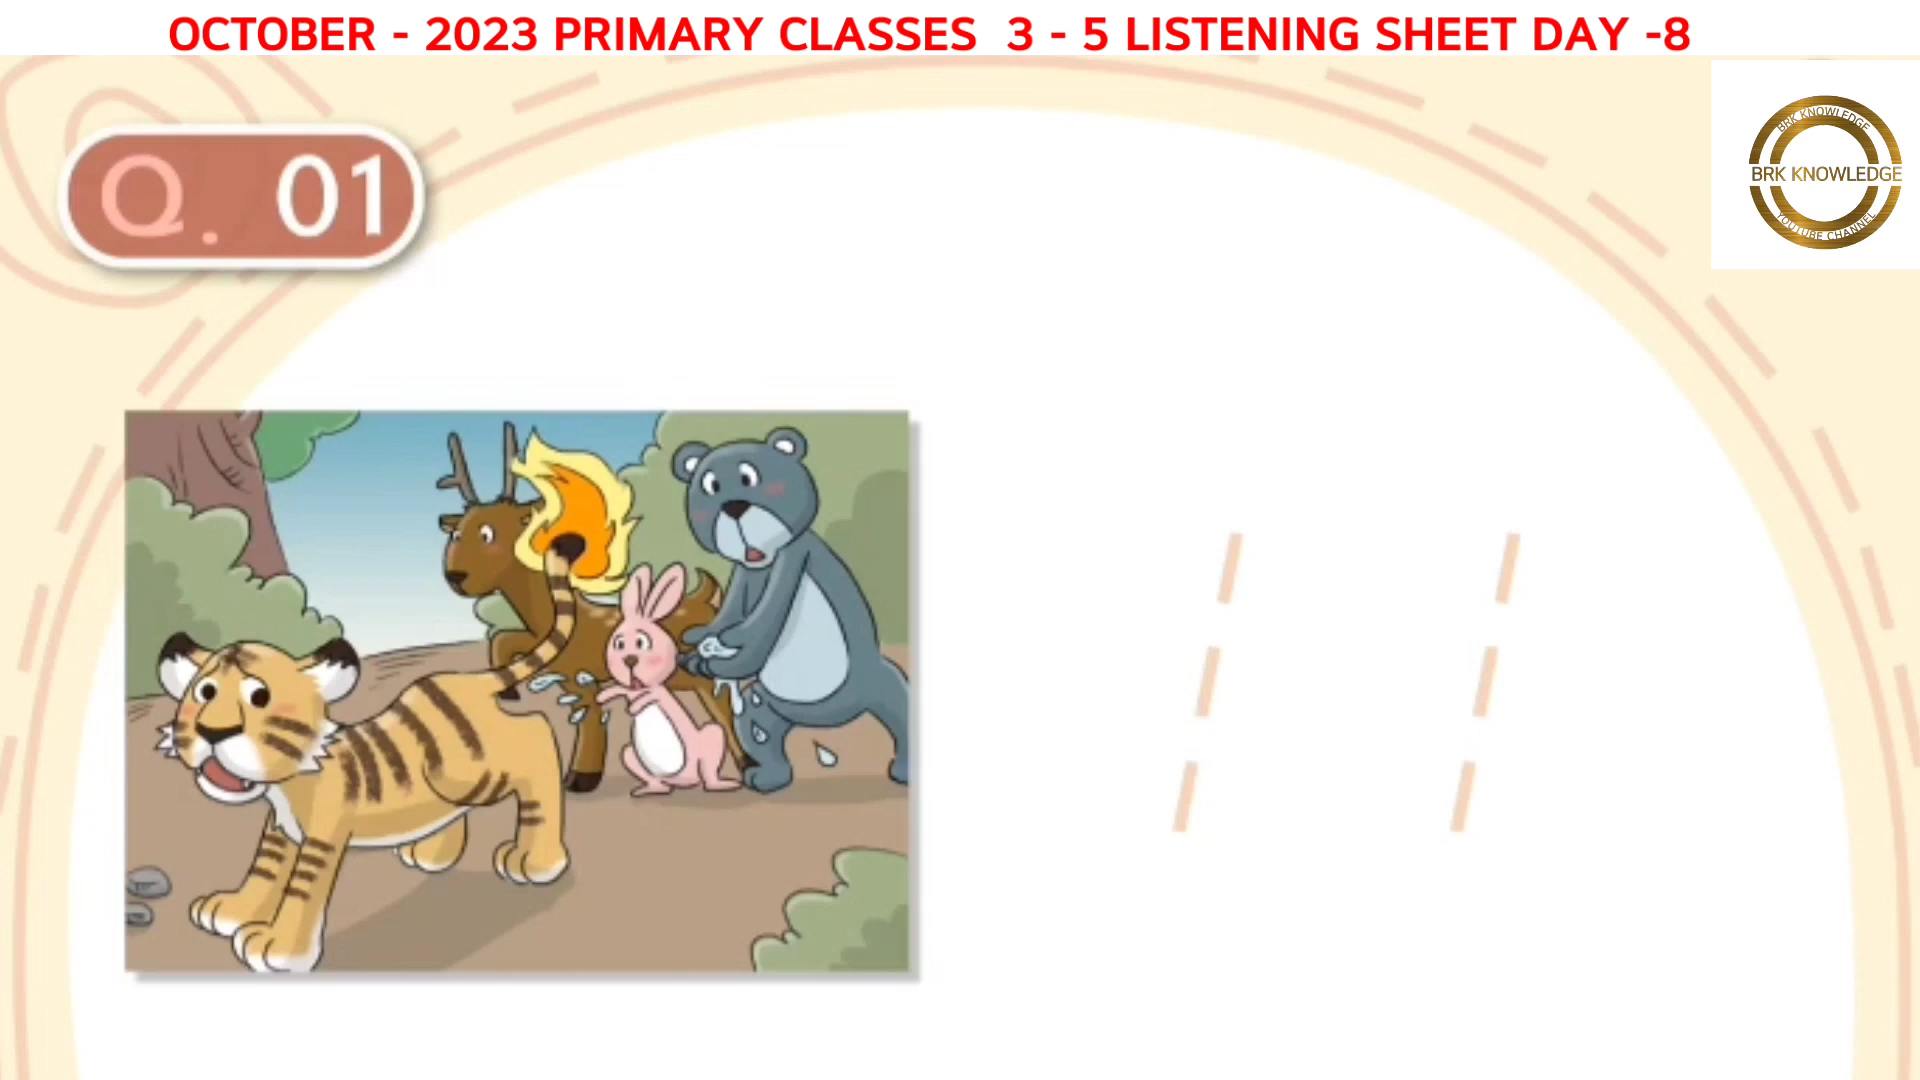 OCTOBER - 2023 PRIMARY CLASSES 3 - 5 LISTENING SHEET DAY -8
Q. 01
BRK KNOWLEDGE
BRK KNOWLEDGE
YOUTUBE CHANNEL